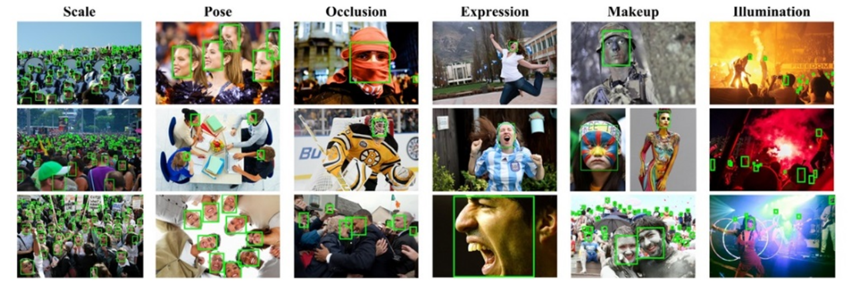 Scale Pose Occlusion Expression Makeup Illumination
BU